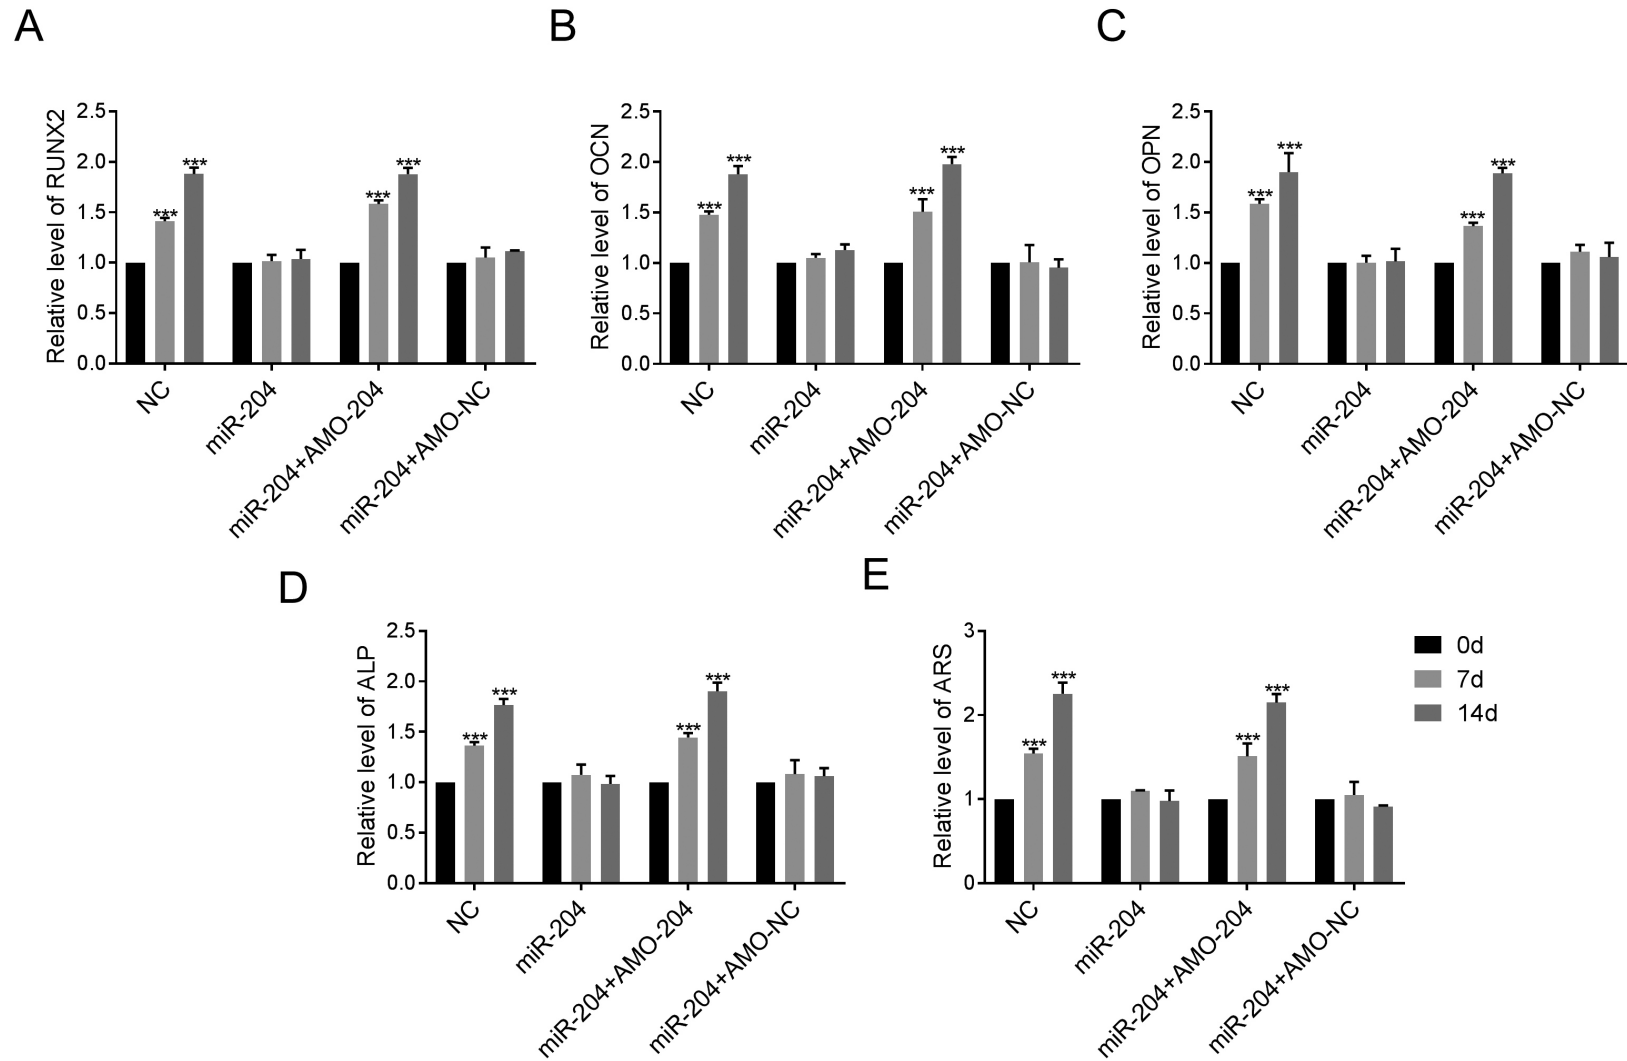 A
B
C
Relative level of RUNX2
2.5
2.0
1.5
1.0
0.5
0.0
***
***
***
***
NC
miR-204
miR-204+AMO-204
miR-204+AMO-NC
Relative level of OCN
2.5
2.0
1.5
1.0
0.5
0.0
***
***
***
***
NC
miR-204
miR-204+AMO-204
miR-204+AMO-NC
Relative level of OPN
2.5
2.0
1.5
1.0
0.5
0.0
***
***
***
***
NC
miR-204
miR-204+AMO-204
miR-204+AMO-NC
D
E
Relative level of ALP
2.5
2.0
1.5
1.0
0.5
0.0
***
***
***
***
NC
miR-204
miR-204+AMO-204
miR-204+AMO-NC
Relative level of ARS
3
2
1
0
***
***
***
***
NC
miR-204
miR-204+AMO-204
miR-204+AMO-NC
0d
7d
14d